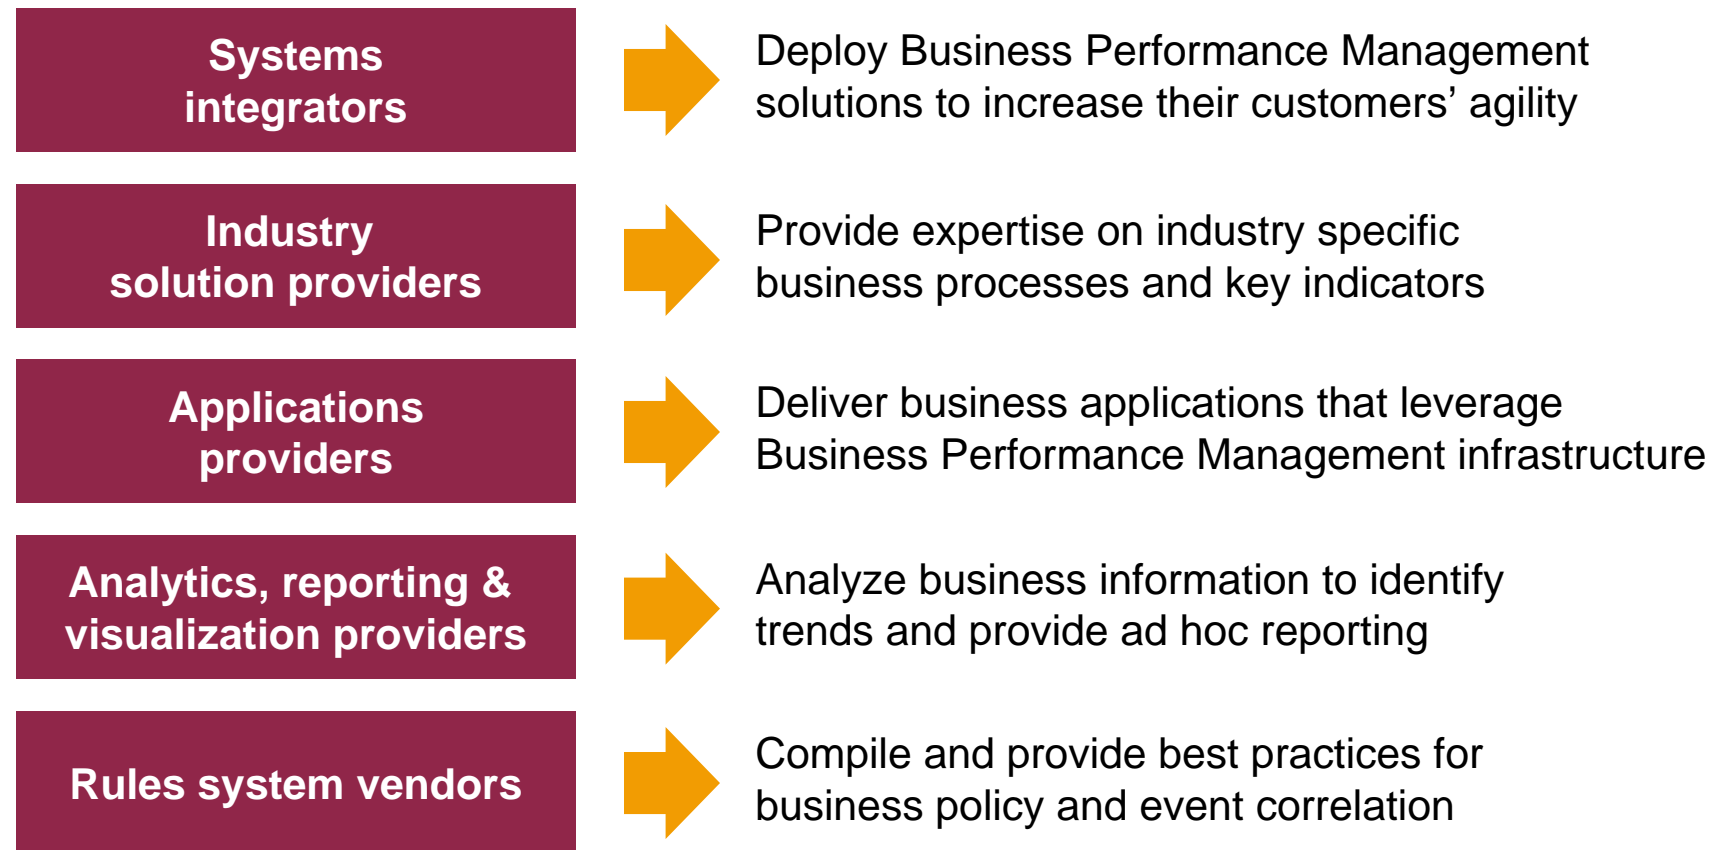 Systems
integrators
Deploy Business Performance Management
solutions to increase their customers’ agility
Industry
solution providers
Provide expertise on industry specific
business processes and key indicators
Applications
providers
Deliver business applications that leverage
Business Performance Management infrastructure
Analytics, reporting &
visualization providers
Analyze business information to identify
trends and provide ad hoc reporting
Rules system vendors
Compile and provide best practices for
business policy and event correlation